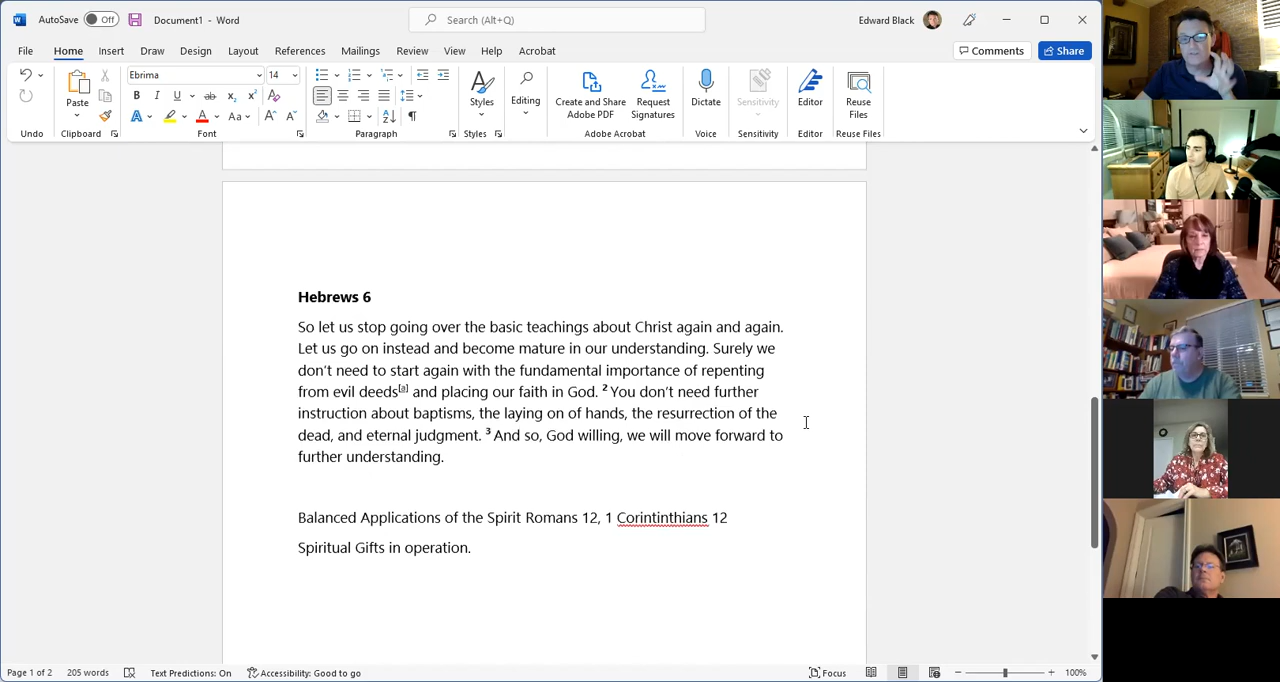 AutoSave Off Document1 - Word Search (Alt+Q) Edward Black
File Home Insert Draw Design Layout References Mailings Review View Help Acrobat Comments Share
Ebrima 14
Paste Styles Editing Create and Share Request Dictate Sensitivity Editor Reuse
Adobe PDF Signatures Files
Undo Clipboard Font Paragraph Styles Adobe Acrobat Voice Sensitivity Editor Reuse Files
Hebrews 6
So let us stop going over the basic teachings about Christ again and again.
Let us go on instead and become mature in our understanding. Surely we
don't need to start again with the fundamental importance of repenting
from evil deeds[a] and placing our faith in God. 2 You don't need further
instruction about baptisms, the laying on of hands, the resurrection of the
dead, and eternal judgment. 3 And so, God willing, we will move forward to
further understanding.
Balanced Applications of the Spirit Romans 12, 1 Corintinthians 12
Spiritual Gifts in operation.
Page 1 of 2 205 words Text Predictions: On Accessibility: Good to go Focus 100%